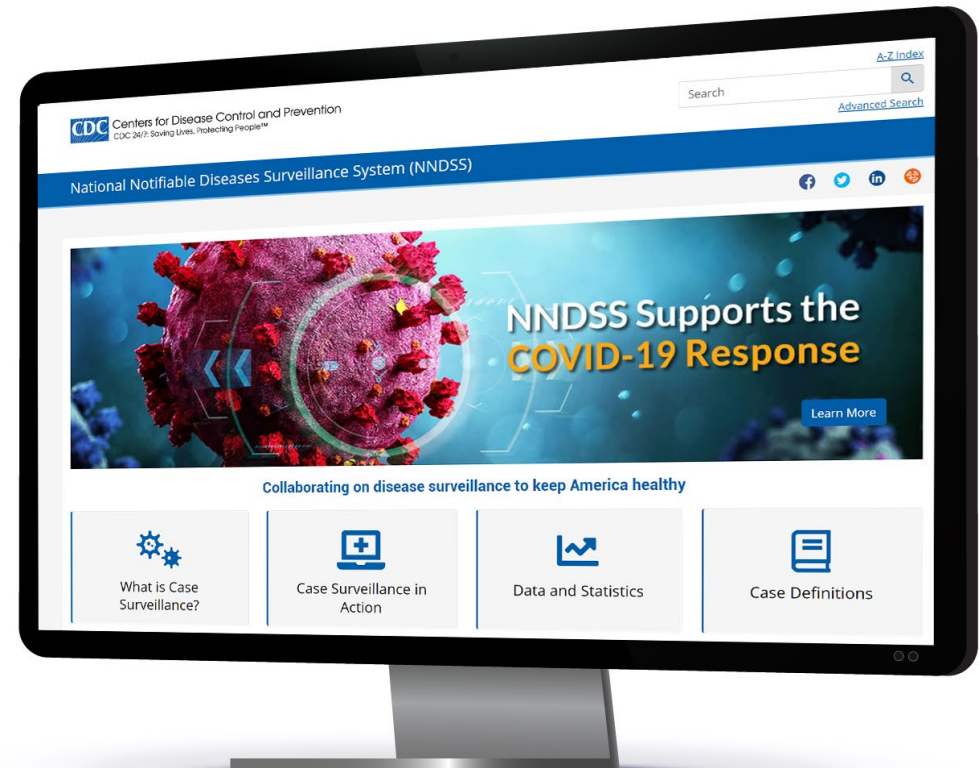 A-Z Index
Search
Advanced Search
CDC
Centers for Disease Control and Prevention
CDC 24/7: Saving Lives, Protecting People™
National Notifiable Diseases Surveillance System (NNDSS)
NNDSS Supports the
COVID-19 Response
Learn More
Collaborating on disease surveillance to keep America healthy
What is Case
Surveillance?
Case Surveillance in
Action
Data and Statistics
Case Definitions